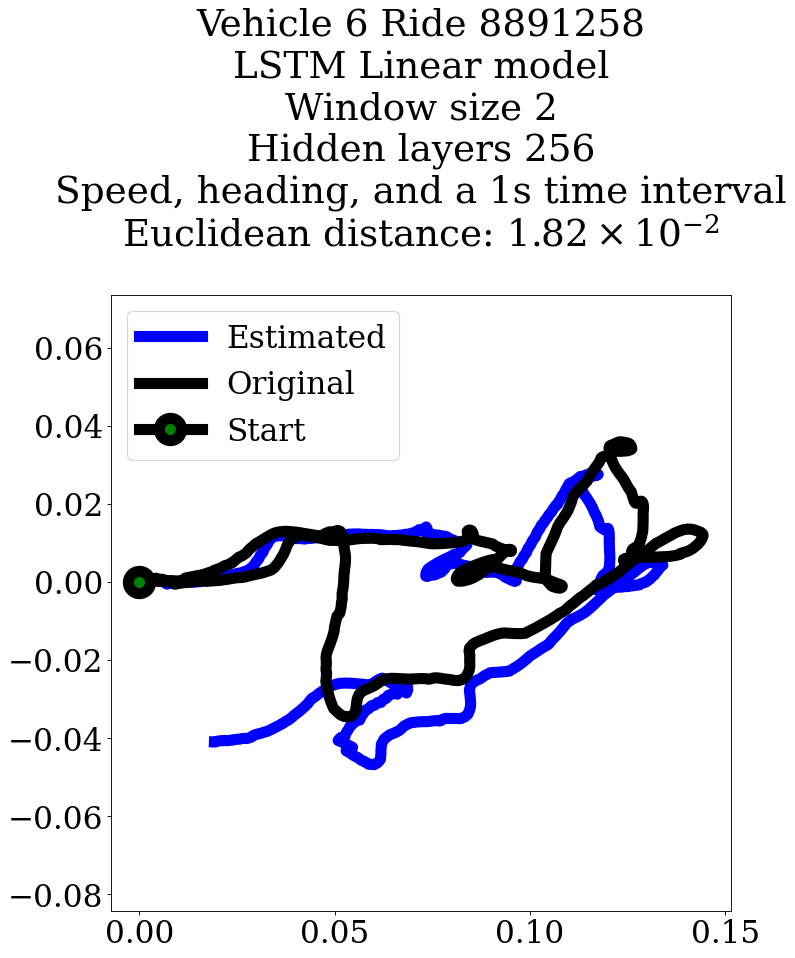 Vehicle 6 Ride 8891258
LSTM Linear model
Window size 2
Hidden layers 256
Speed, heading, and a 1s time interval
Euclidean distance: 1.82 × 10⁻²
Estimated
Original
Start
0.06
0.04
0.02
0.00
−0.02
−0.04
−0.06
−0.08
0.00 0.05 0.10 0.15